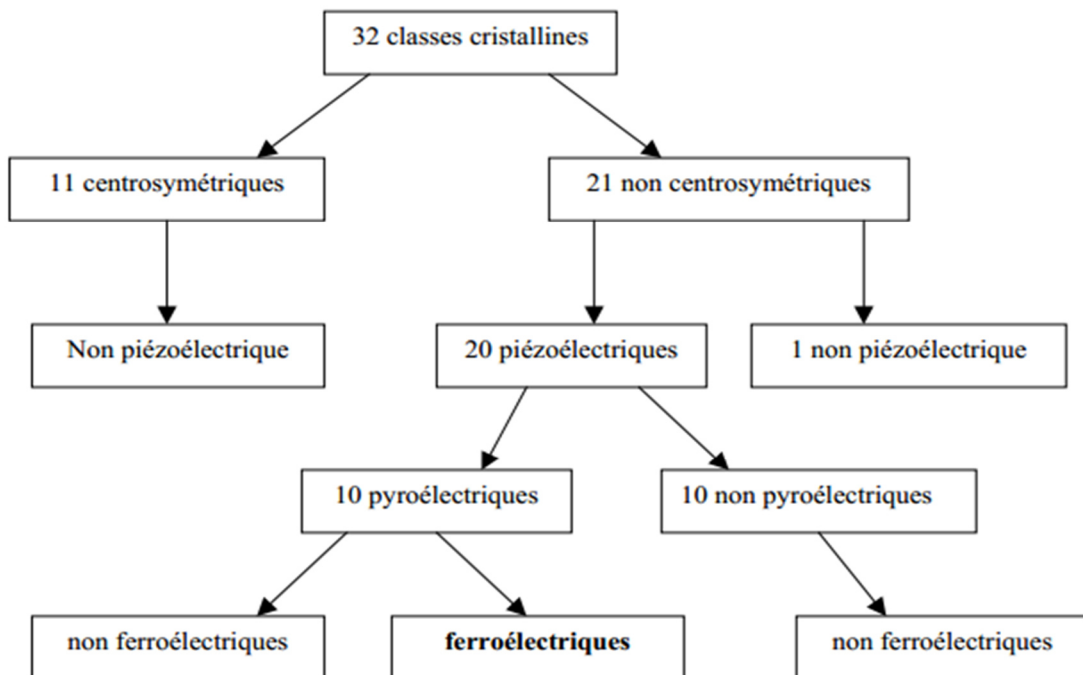 32 classes cristallines
11 centrosymétriques
21 non centrosymétriques
Non piézoélectrique
20 piézoélectriques
1 non piézoélectrique
10 pyroélectriques
10 non pyroélectriques
non ferroélectriques
ferroélectriques
non ferroélectriques